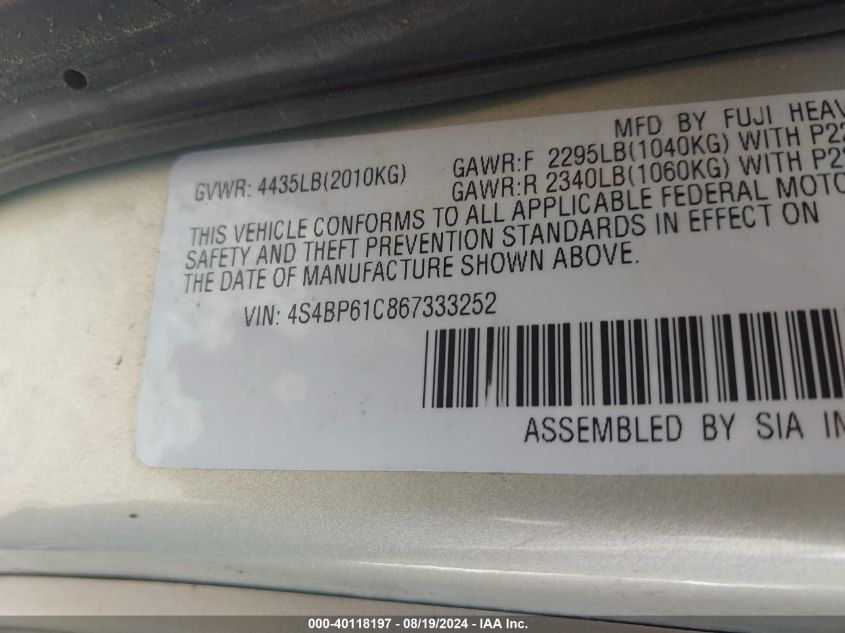 MFD BY FUJI HEAV
GVWR: 4435LB(2010KG)
GAWR:F 2295LB(1040KG) WITH P22
GAWR:R 2340LB(1060KG) WITH P2
THIS VEHICLE CONFORMS TO ALL APPLICABLE FEDERAL MOTO
SAFETY AND THEFT PREVENTION STANDARDS IN EFFECT ON
THE DATE OF MANUFACTURE SHOWN ABOVE.
VIN: 4S4BP61C867333252
ASSEMBLED BY SIA IN
000-40118197 - 08/19/2024 - IAA Inc.